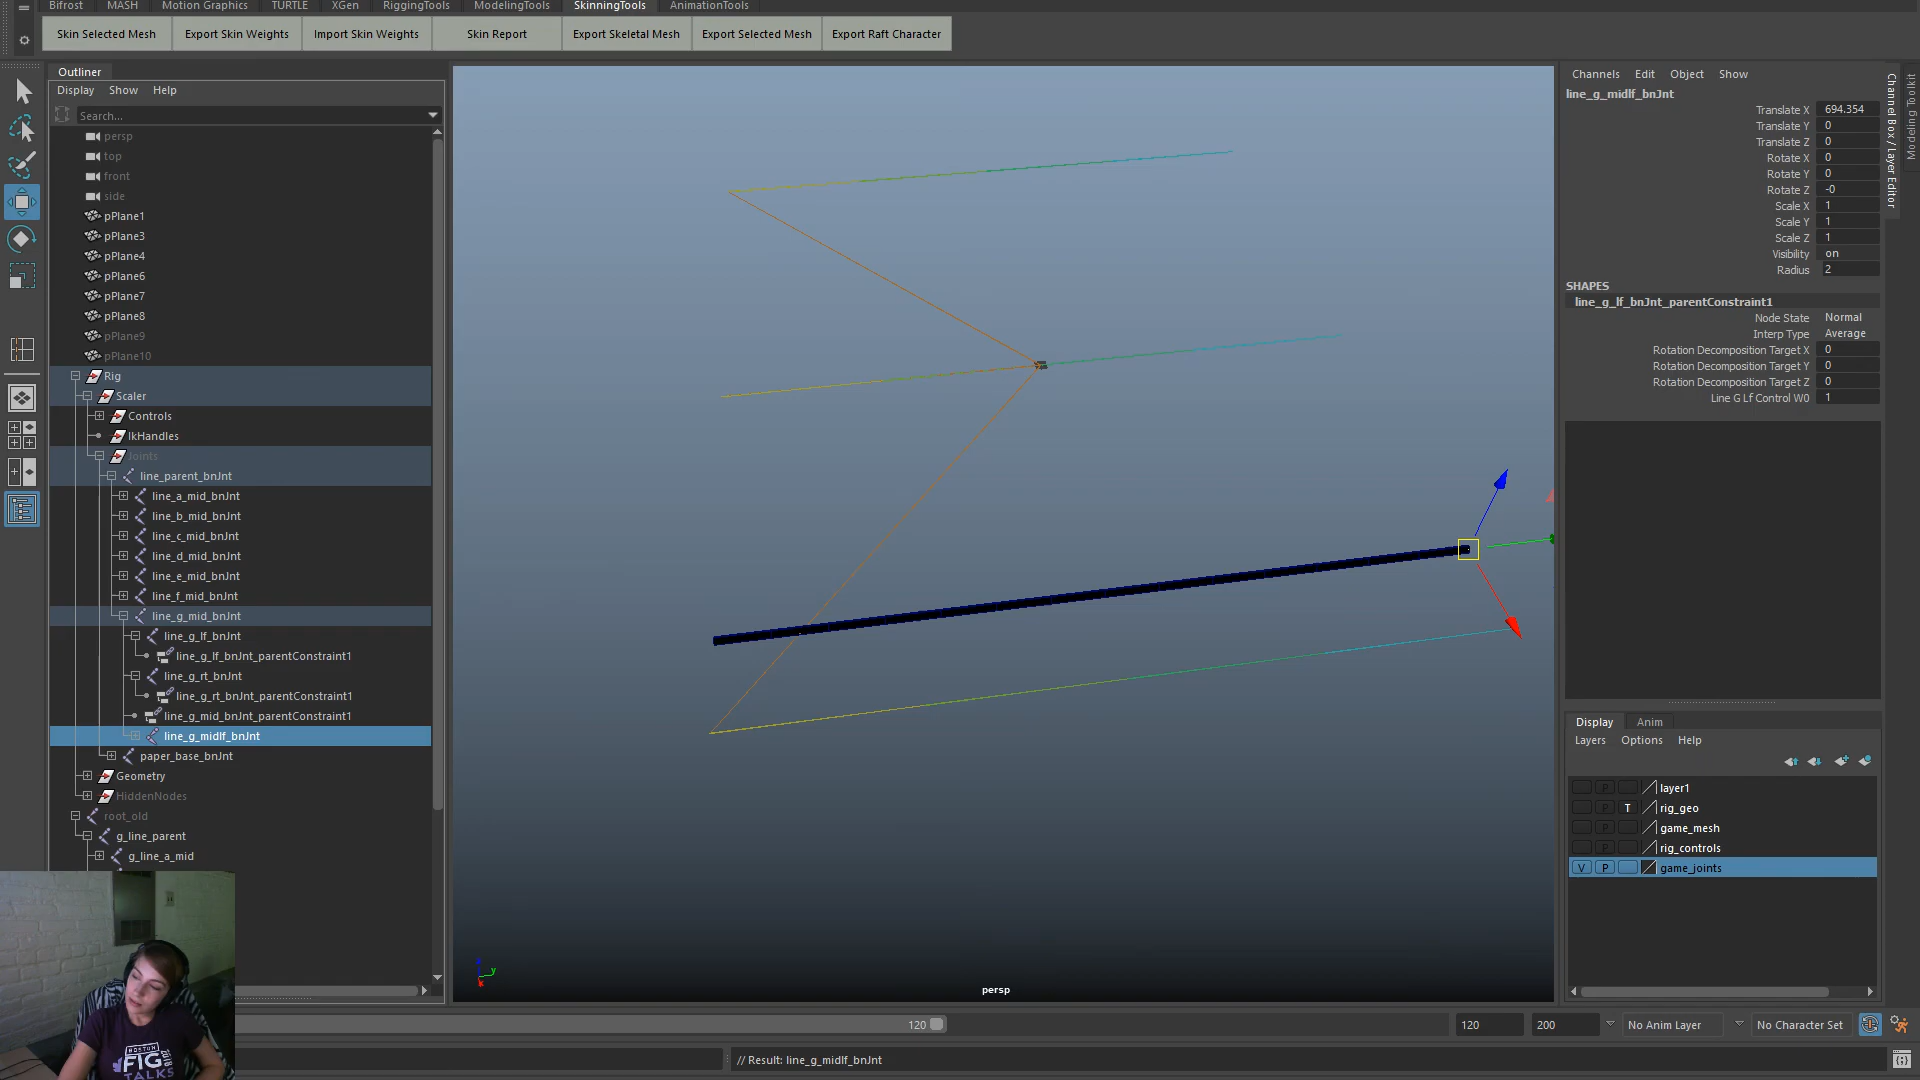 Bifrost MASH Motion Graphics TURTLE XGen RiggingTools ModelingTools SkinningTools AnimationTools
Skin Selected Mesh Export Skin Weights Import Skin Weights Skin Report Export Skeletal Mesh Export Selected Mesh Export Raft Character
Outliner
Display Show Help
Search...
persp
top
front
side
pPlane1
pPlane3
pPlane4
pPlane6
pPlane7
pPlane8
pPlane9
pPlane10
Rig
Scaler
Controls
IkHandles
Joints
line_parent_bnJnt
line_a_mid_bnJnt
line_b_mid_bnJnt
line_c_mid_bnJnt
line_d_mid_bnJnt
line_e_mid_bnJnt
line_f_mid_bnJnt
line_g_mid_bnJnt
line_g_lf_bnJnt
line_g_lf_bnJnt_parentConstraint1
line_g_rt_bnJnt
line_g_rt_bnJnt_parentConstraint1
line_g_mid_bnJnt_parentConstraint1
line_g_midlf_bnJnt
paper_base_bnJnt
Geometry
HiddenNodes
root_old
g_line_parent
g_line_a_mid
BOSTON
FIG
TALKS
2018
y
persp
Channels Edit Object Show
line_g_midlf_bnJnt
Translate X 694.354
Translate Y 0
Translate Z 0
Rotate X 0
Rotate Y 0
Rotate Z -0
Scale X 1
Scale Y 1
Scale Z 1
Visibility on
Radius 2
SHAPES
line_g_lf_bnJnt_parentConstraint1
Node State Normal
Interp Type Average
Rotation Decomposition Target X 0
Rotation Decomposition Target Y 0
Rotation Decomposition Target Z 0
Line G Lf Control W0 1
Channel Box / Layer Editor
Modeling Toolkit
Display Anim
Layers Options Help
P layer1
P T rig_geo
P game_mesh
P rig_controls
V P game_joints
120 120 200 No Anim Layer No Character Set
// Result: line_g_midlf_bnJnt